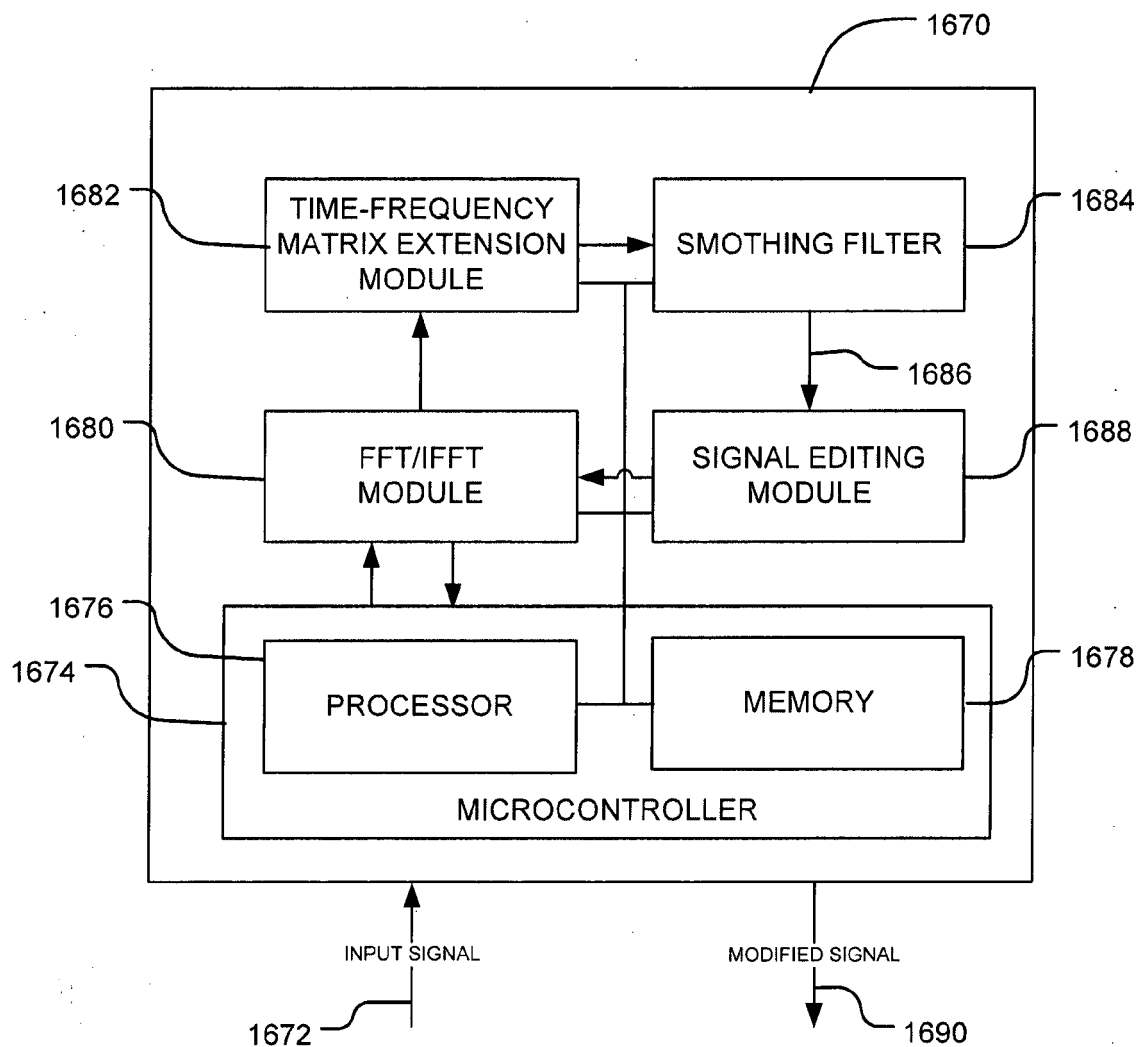 1670
1682
TIME-FREQUENCY
MATRIX EXTENSION
MODULE
SMOTHING FILTER
1684
1686
1680
FFT/IFFT
MODULE
SIGNAL EDITING
MODULE
1688
1676
1674
PROCESSOR
MEMORY
1678
MICROCONTROLLER
INPUT SIGNAL
MODIFIED SIGNAL
1672
1690